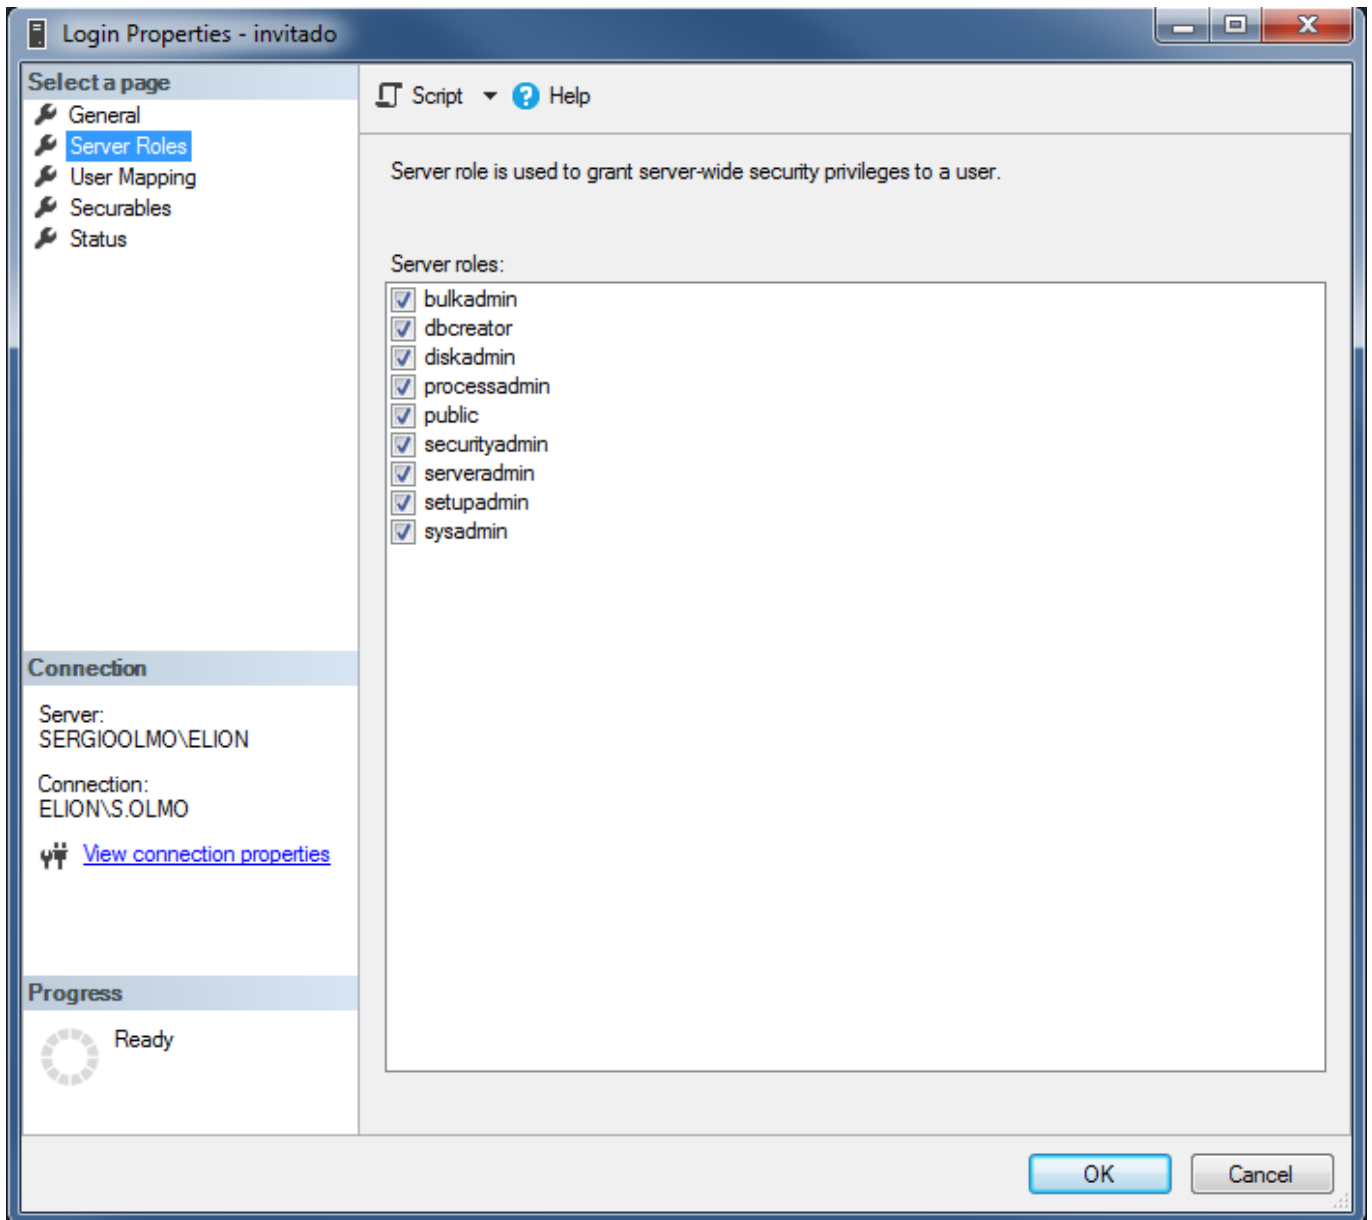 Login Properties - invitado
Select a page
General
Server Roles
User Mapping
Securables
Status
Script
Help
Server role is used to grant server-wide security privileges to a user.
Server roles:
bulkadmin
dbcreator
diskadmin
processadmin
public
securityadmin
serveradmin
setupadmin
sysadmin
Connection
Server:
SERGIOOLMO\ELION
Connection:
ELION\S.OLMO
View connection properties
Progress
Ready
OK
Cancel